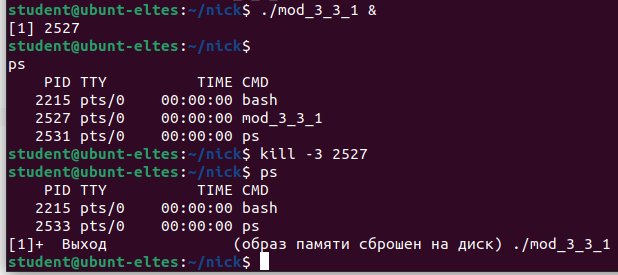 student@ubunt-eltes:~/nick$ ./mod_3_3_1 &
[1] 2527
student@ubunt-eltes:~/nick$
ps
    PID TTY          TIME CMD
   2215 pts/0    00:00:00 bash
   2527 pts/0    00:00:00 mod_3_3_1
   2531 pts/0    00:00:00 ps
student@ubunt-eltes:~/nick$ kill -3 2527
student@ubunt-eltes:~/nick$ ps
    PID TTY          TIME CMD
   2215 pts/0    00:00:00 bash
   2533 pts/0    00:00:00 ps
[1]+  Выход              (образ памяти сброшен на диск) ./mod_3_3_1
student@ubunt-eltes:~/nick$